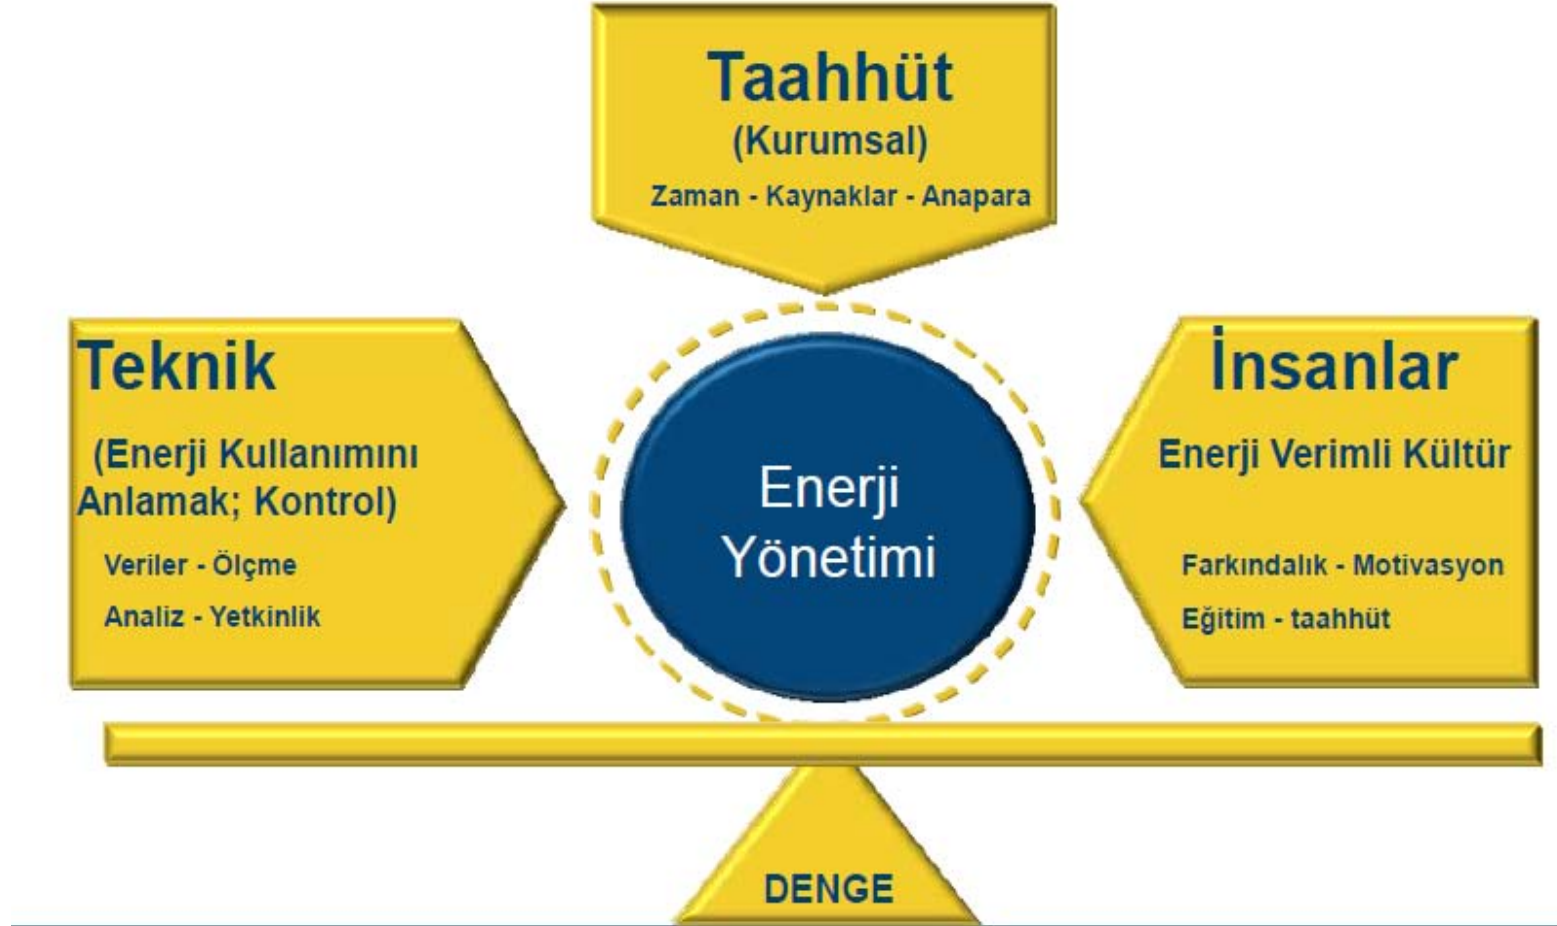 Taahhüt
(Kurumsal)
Zaman - Kaynaklar - Anapara
Teknik
(Enerji Kullanımını
Anlamak; Kontrol)
Veriler - Ölçme
Analiz - Yetkinlik
Enerji
Yönetimi
İnsanlar
Enerji Verimli Kültür
Farkındalık - Motivasyon
Eğitim - taahhüt
DENGE